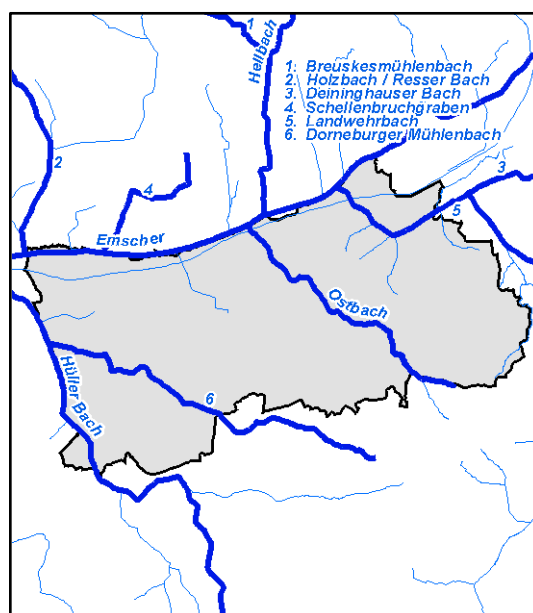 1
Hellbach
1: Breuskesmühlenbach
2: Holzbach / Resser Bach
3: Deininghauser Bach
4: Schellenbruchgraben
5: Landwehrbach
6: Dorneburger Mühlenbach
2
4
3
5
Emscher
Ostbach
Hüller Bach
6